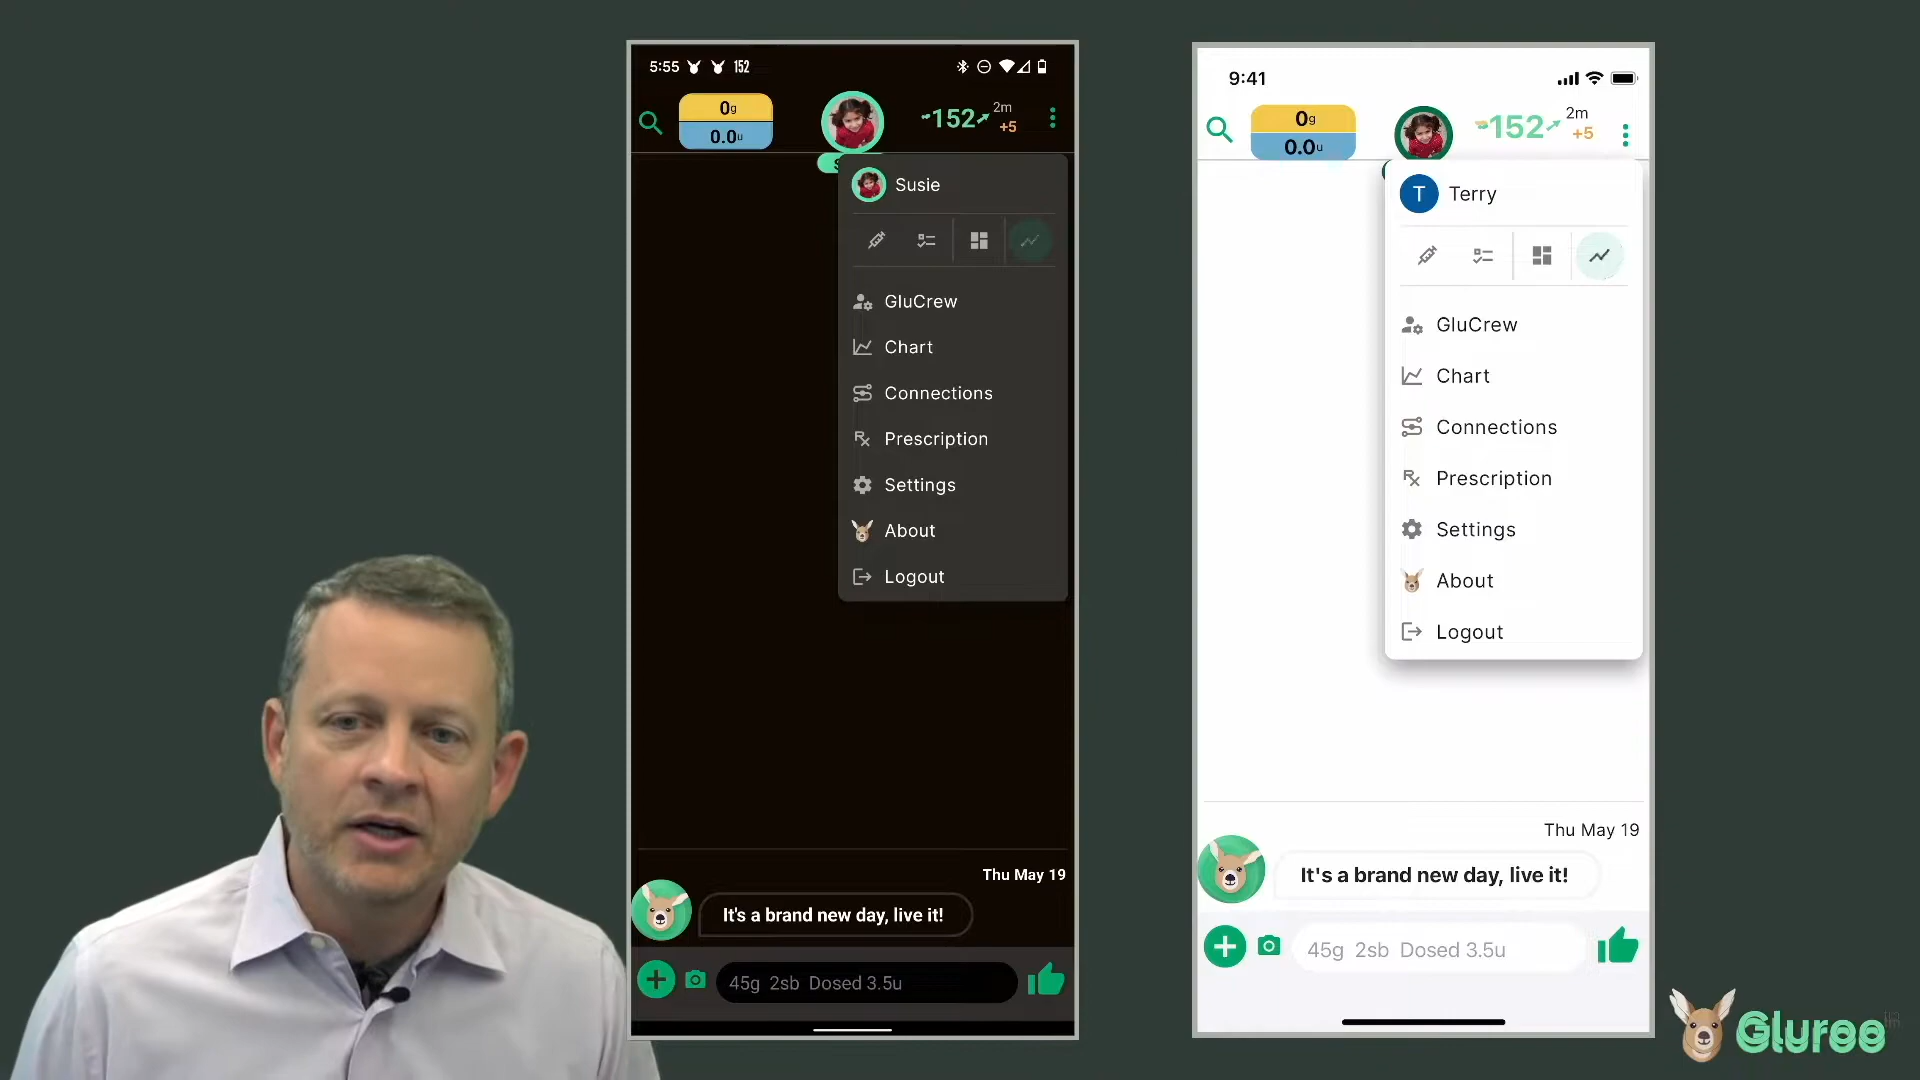 5:55 152
0g
0.0u
152
2m
+5
Susie
GluCrew
Chart
Connections
Prescription
Settings
About
Logout
Thu May 19
It's a brand new day, live it!
45g 2sb Dosed 3.5u
9:41
0g
0.0u
152
2m
+5
T Terry
GluCrew
Chart
Connections
Prescription
Settings
About
Logout
Thu May 19
It's a brand new day, live it!
45g 2sb Dosed 3.5u
Gluroo